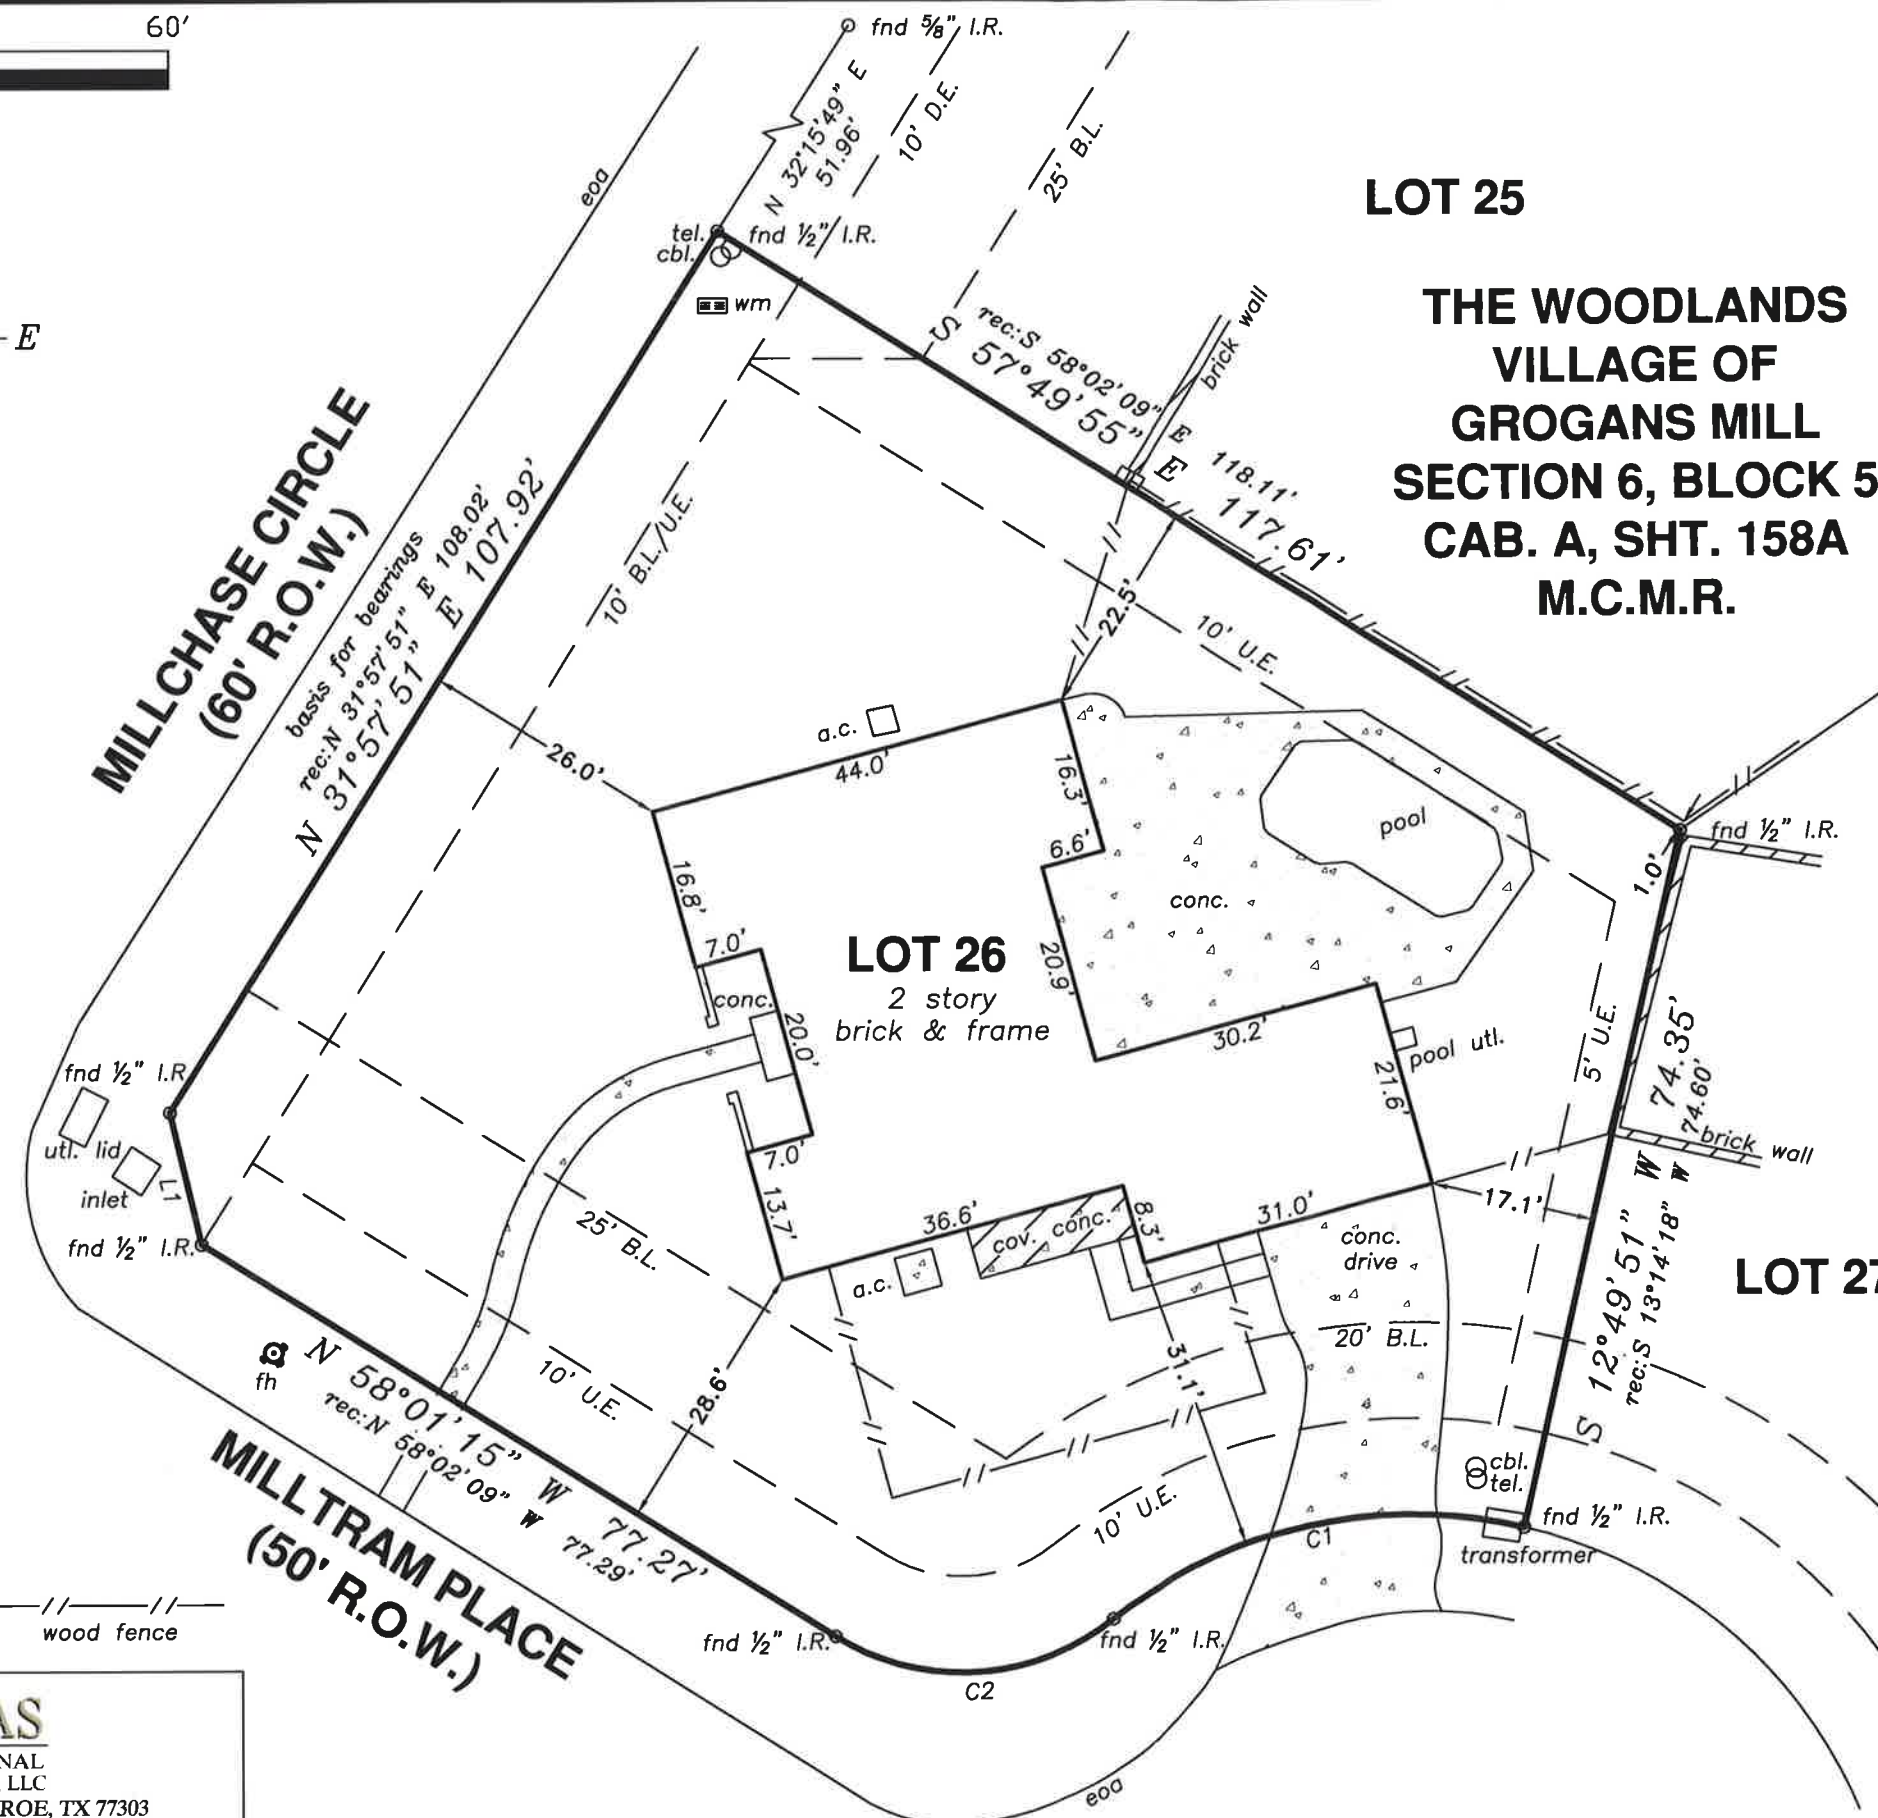 60'
fnd 5/8" I.R.
N 32°15'49" E
51.96'
10' D.E.
25' B.L.
eoa
LOT 25
tel.
cbl.
fnd ½" I.R.
wm
E
THE WOODLANDS
VILLAGE OF
GROGANS MILL
SECTION 6, BLOCK 5
CAB. A, SHT. 158A
M.C.M.R.
rec:S 58°02'09" E 118.11'
S 57°49'55" E 117.61'
brick wall
MILLCHASE CIRCLE
(60' R.O.W.)
basis for bearings
rec:N 31°57'51" E 108.02'
N 31°57'51" E 107.92'
10' B.L./U.E.
22.5'
10' U.E.
26.0'
a.c.
44.0'
16.3'
6.6'
pool
conc.
fnd ½" I.R.
1.0'
16.8'
7.0'
LOT 26
2 story
brick & frame
20.9'
conc.
20.0'
30.2'
pool utl.
21.6'
5' U.E.
74.35'
74.60'
brick wall
fnd ½" I.R
utl. lid
inlet
L1
fnd ½" I.R.
7.0'
13.7'
25' B.L.
36.6'
cov. conc.
8.3'
31.0'
17.1'
a.c.
conc.
drive
20' B.L.
LOT 27
S 12°49'51" W
rec:S 13°14'18" W
fh
N 58°01'15" W 77.27'
rec:N 58°02'09" W 77.29'
10' U.E.
28.6'
31.1'
10' U.E.
cbl.
tel.
fnd ½" I.R.
transformer
C1
MILLTRAM PLACE
(50' R.O.W.)
wood fence
fnd ½" I.R.
fnd ½" I.R.
C2
eoa
AS
NAL
LLC
ROE, TX 77303